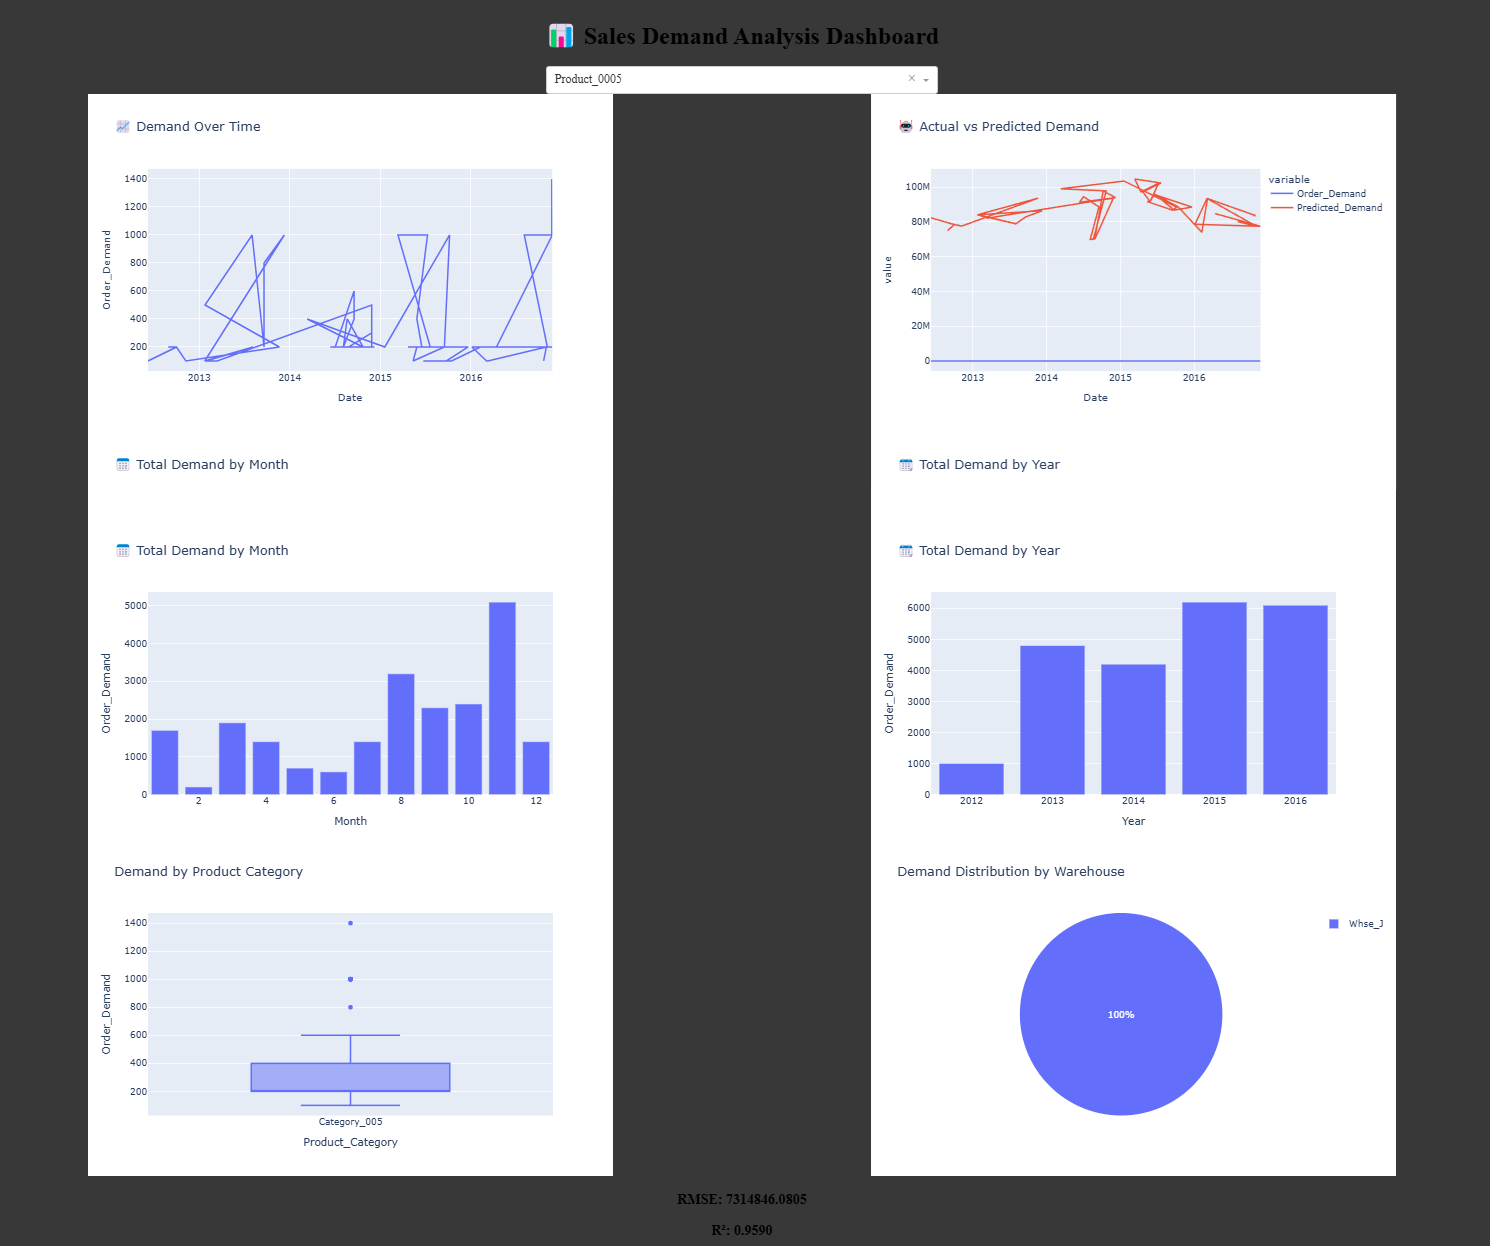 📊 Sales Demand Analysis Dashboard
Product_0005
📈 Demand Over Time
1400
1200
1000
800
600
400
200
Order_Demand
2013 2014 2015 2016
Date
🤖 Actual vs Predicted Demand
100M
80M
60M
40M
20M
0
value
2013 2014 2015 2016
Date
variable
Order_Demand
Predicted_Demand
Total Demand by Month
Total Demand by Year
Total Demand by Month
5000
4000
3000
2000
1000
0
Order_Demand
2 4 6 8 10 12
Month
Total Demand by Year
6000
5000
4000
3000
2000
1000
0
Order_Demand
2012 2013 2014 2015 2016
Year
Demand by Product Category
1400
1200
1000
800
600
400
200
Order_Demand
Category_005
Product_Category
Demand Distribution by Warehouse
100%
Whse_J
RMSE: 7314846.0805
R²: 0.9590